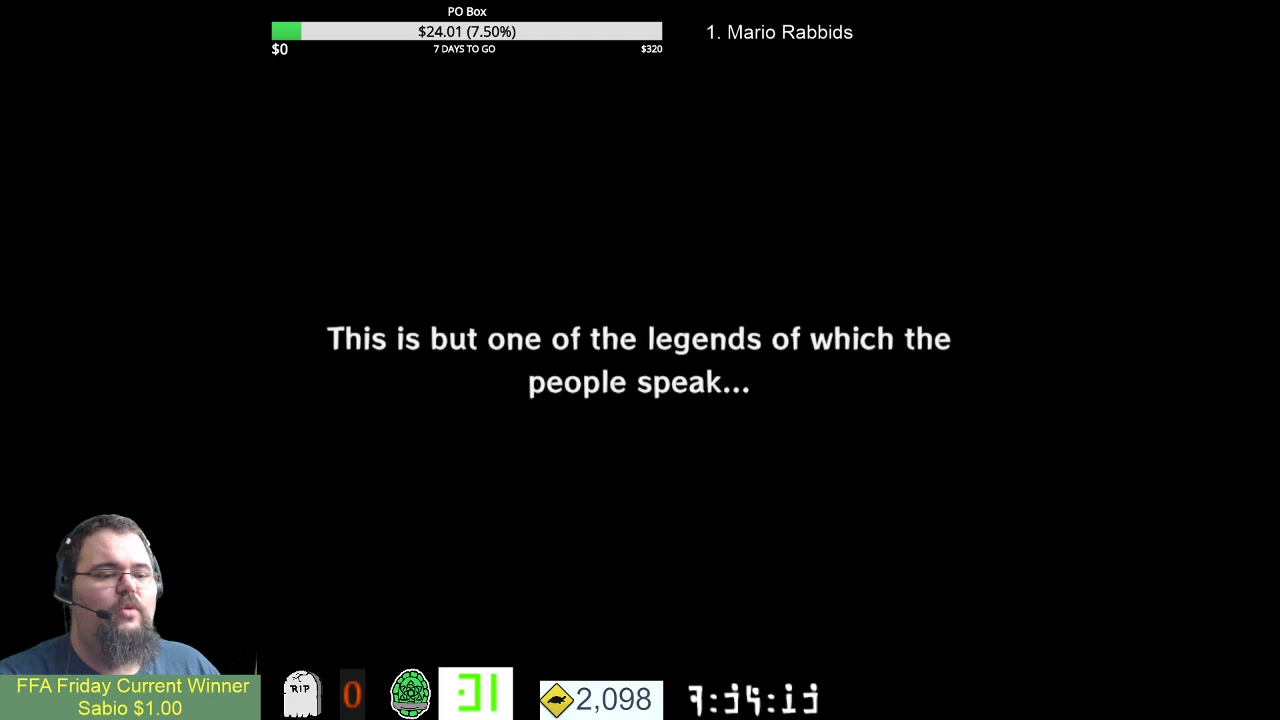 PO Box
$24.01 (7.50%)
$0
7 DAYS TO GO
$320
1. Mario Rabbids
This is but one of the legends of which the
people speak...
FFA Friday Current Winner
Sabio $1.00
RIP
0
31
2,098